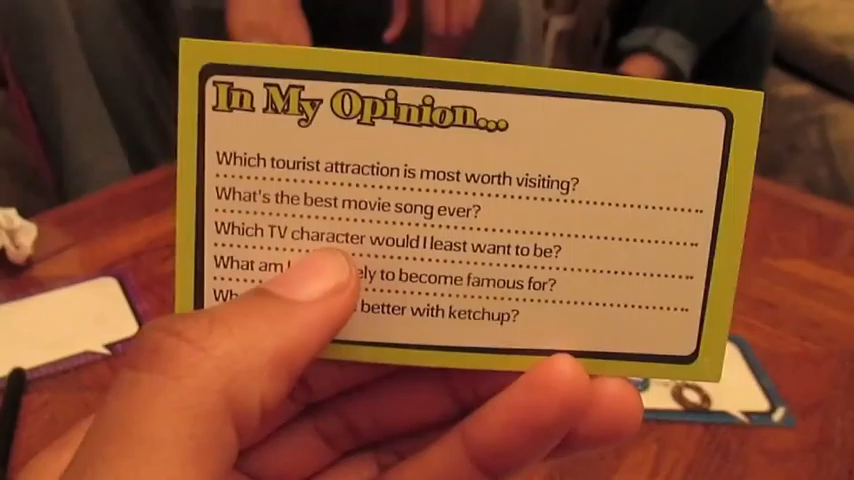 In My Opinion...
Which tourist attraction is most worth visiting?
What's the best movie song ever?
Which TV character would I least want to be?
What am I to become famous for?
better with ketchup?